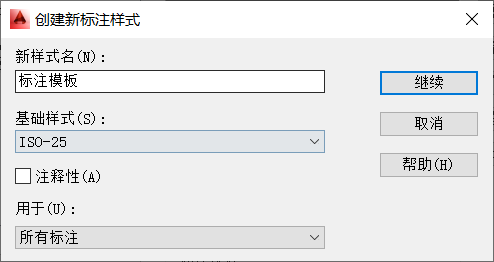 创建新标注样式
新样式名(N):
标注模板
继续
基础样式(S):
取消
ISO-25
注释性(A)
帮助(H)
用于(U):
所有标注